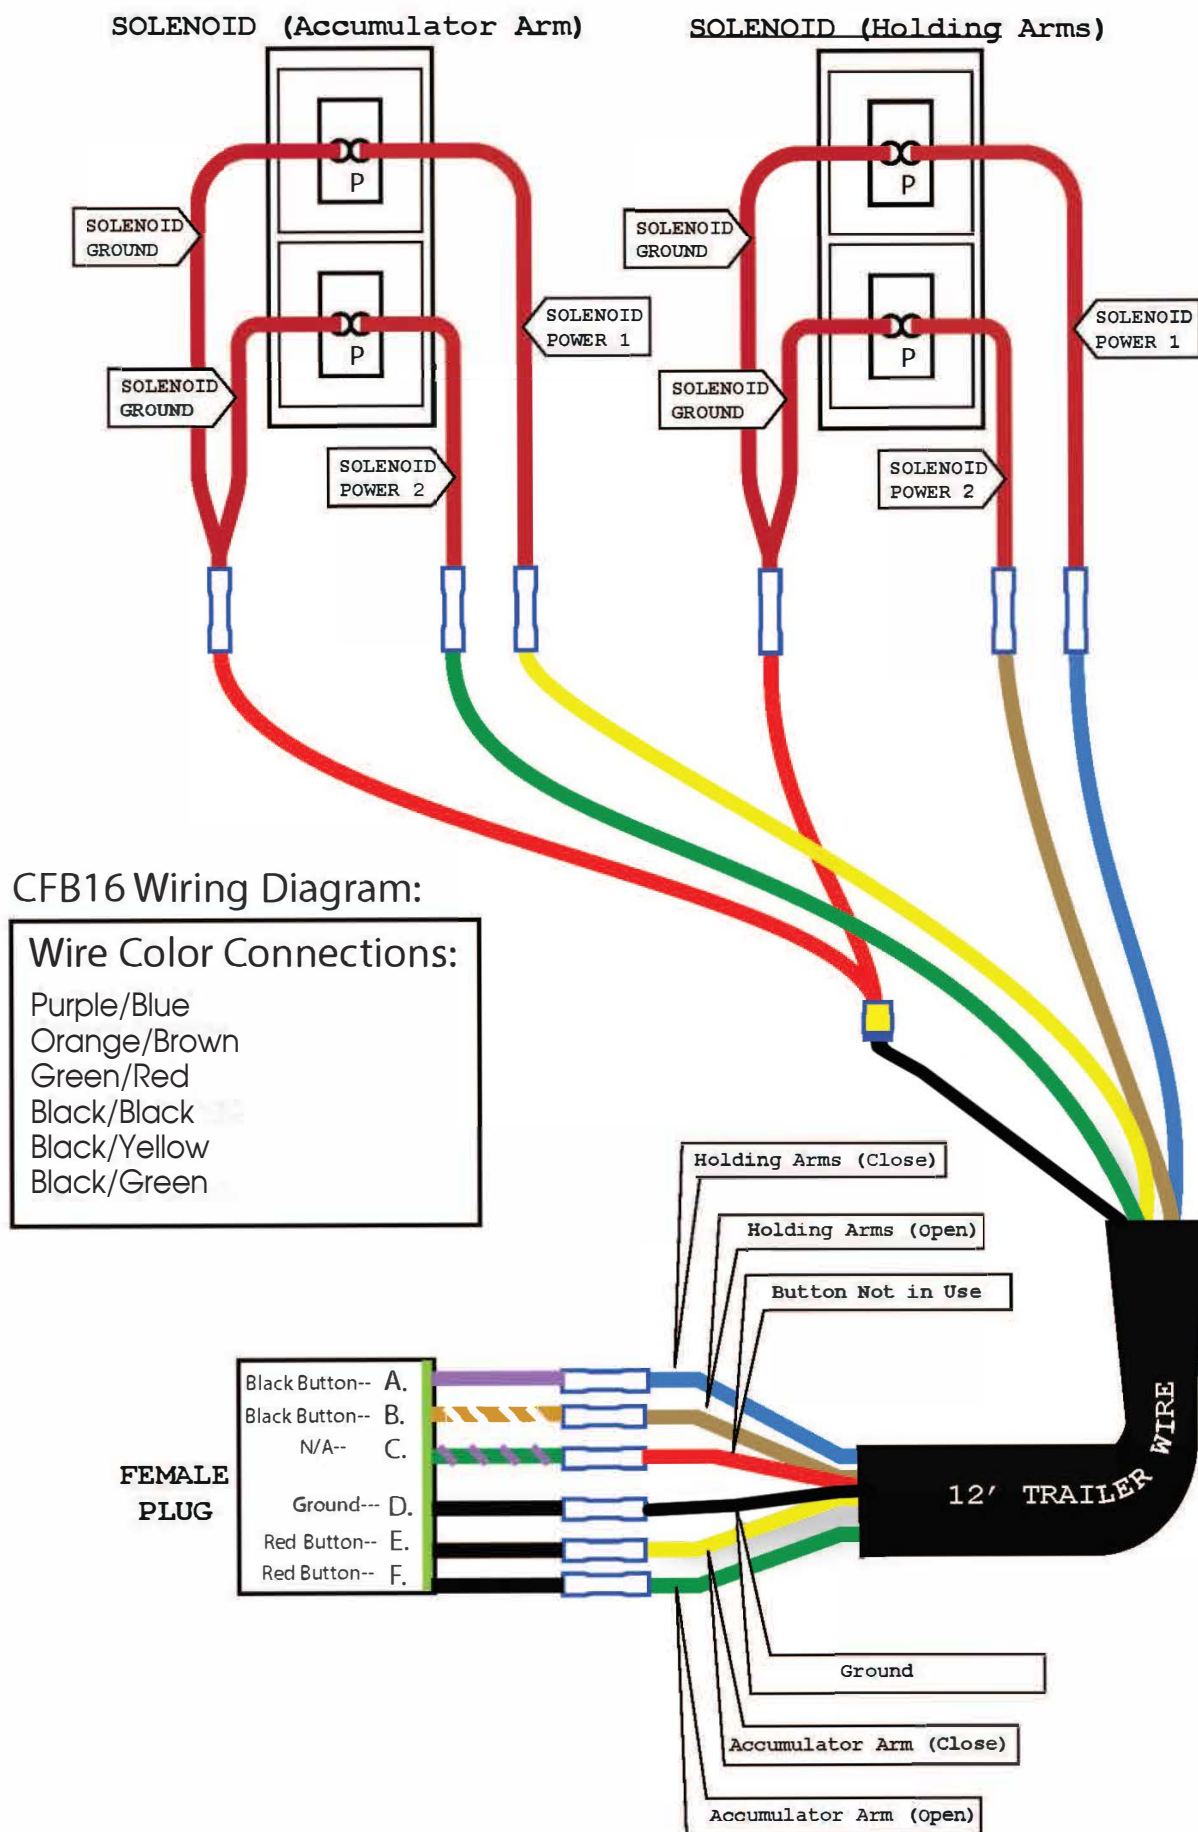 SOLENOID (Accumulator Arm)
SOLENOID (Holding Arms)
P
P
SOLENOID
GROUND
SOLENOID
GROUND
SOLENOID
POWER 1
SOLENOID
POWER 2
P
P
SOLENOID
GROUND
SOLENOID
GROUND
SOLENOID
POWER 1
SOLENOID
POWER 2
CFB16 Wiring Diagram:
Wire Color Connections:
Purple/Blue
Orange/Brown
Green/Red
Black/Black
Black/Yellow
Black/Green
Holding Arms (Close)
Holding Arms (Open)
Button Not in Use
FEMALE
PLUG
Black Button-- A.
Black Button-- B.
N/A-- C.
Ground--- D.
Red Button-- E.
Red Button-- F.
12' TRAILER WIRE
Ground
Accumulator Arm (Close)
Accumulator Arm (Open)